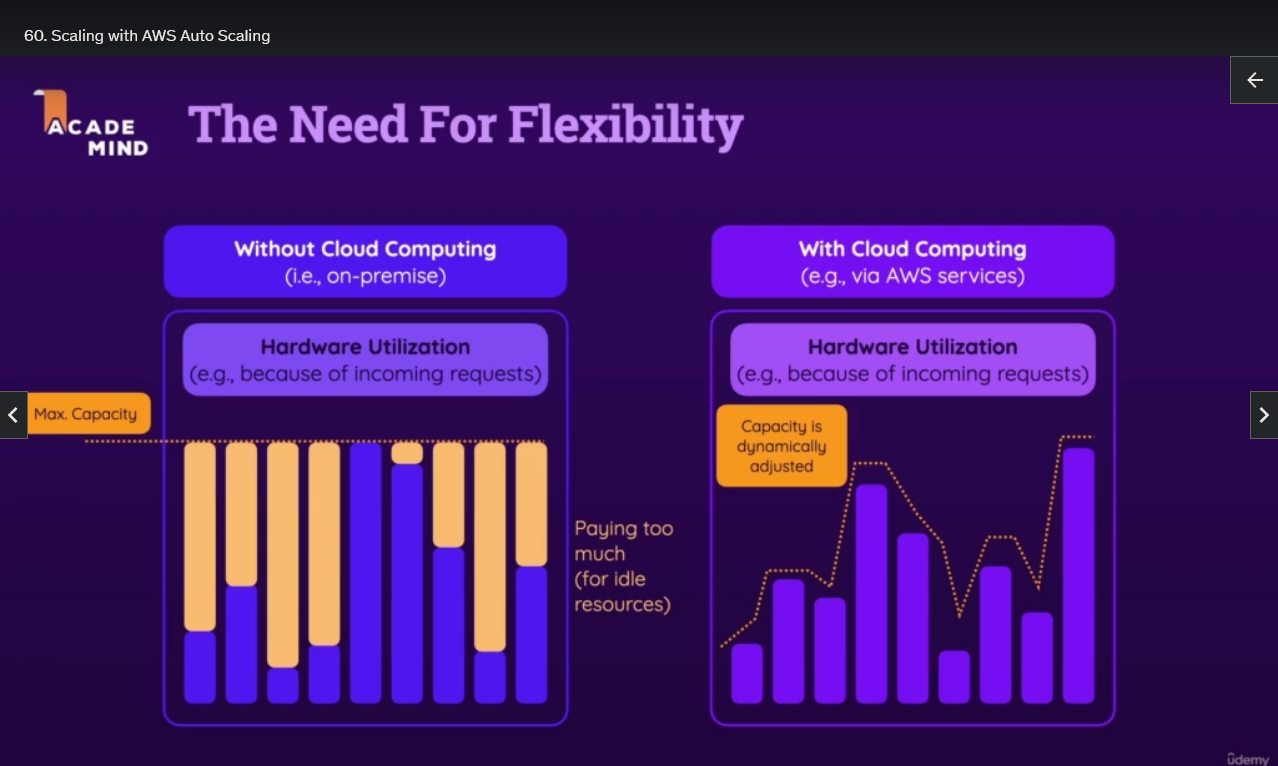 60. Scaling with AWS Auto Scaling
ACADE
MIND
The Need For Flexibility
Without Cloud Computing
(i.e., on-premise)
Hardware Utilization
(e.g., because of incoming requests)
Max. Capacity
Paying too
much
(for idle
resources)
With Cloud Computing
(e.g., via AWS services)
Hardware Utilization
(e.g., because of incoming requests)
Capacity is
dynamically
adjusted
udemy